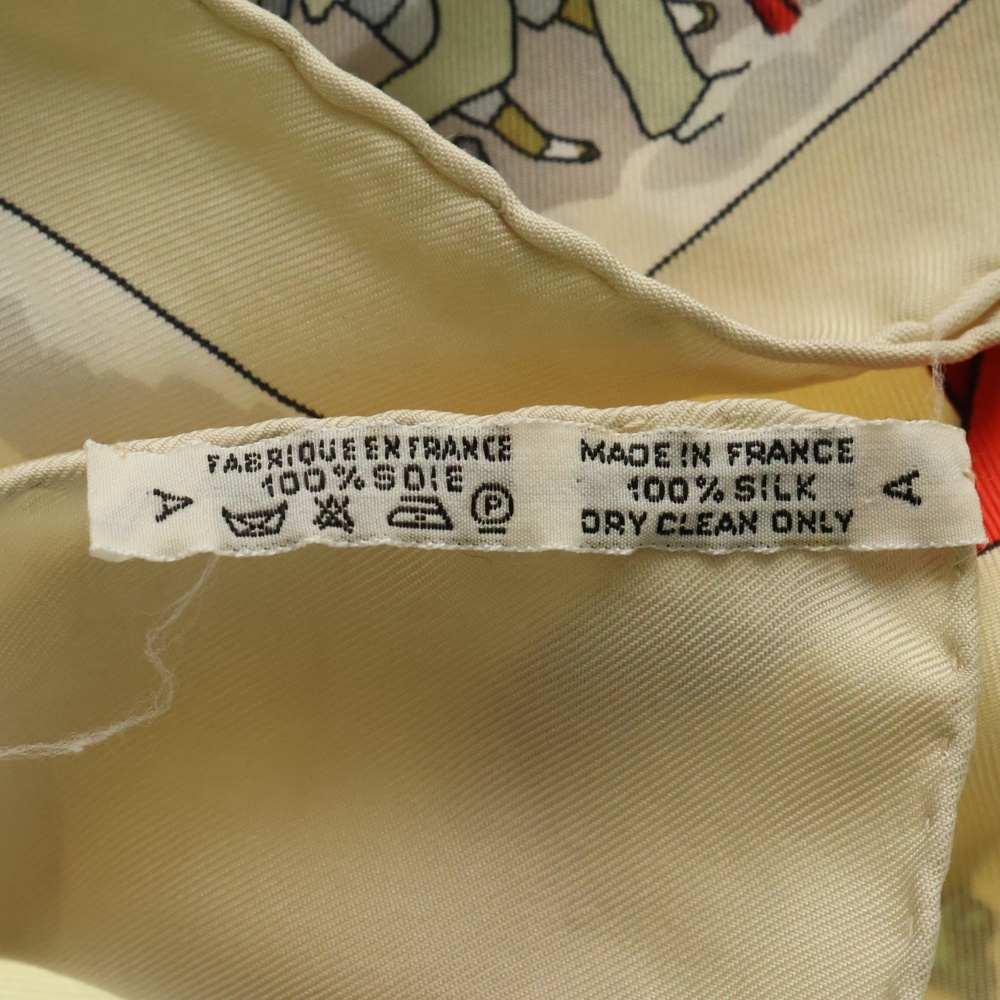 A
FABRIQUE EN FRANCE
100% SOIE
P
MADE IN FRANCE
100% SILK
DRY CLEAN ONLY
A